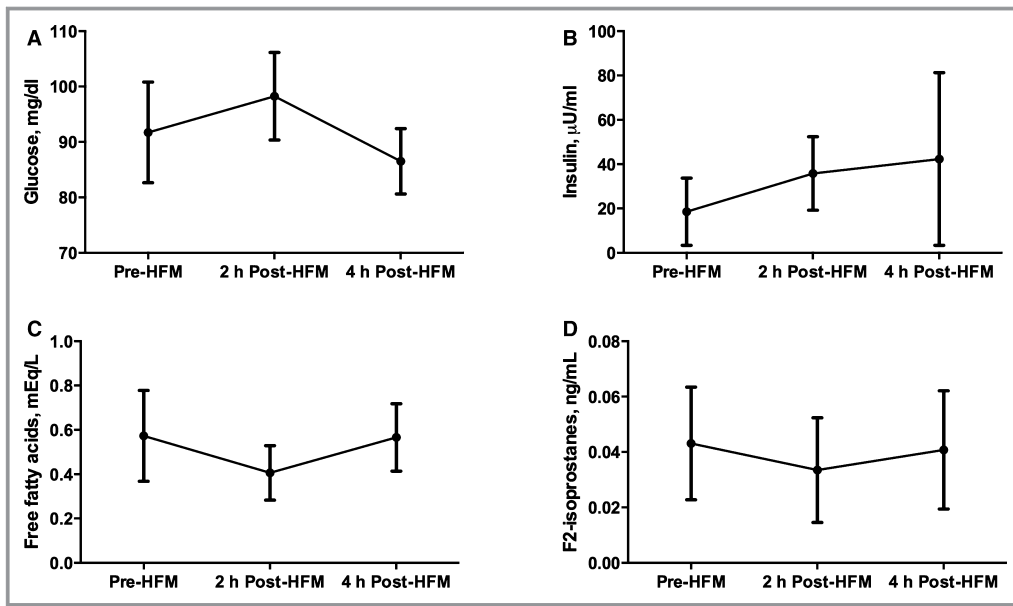 A
Glucose, mg/dl
110
100
90
80
70
Pre-HFM 2 h Post-HFM 4 h Post-HFM
B
Insulin, μU/ml
100
80
60
40
20
0
Pre-HFM 2 h Post-HFM 4 h Post-HFM
C
Free fatty acids, mEq/L
1.0
0.8
0.6
0.4
0.2
0.0
Pre-HFM 2 h Post-HFM 4 h Post-HFM
D
F2-isoprostanes, ng/mL
0.08
0.06
0.04
0.02
0.00
Pre-HFM 2 h Post-HFM 4 h Post-HFM